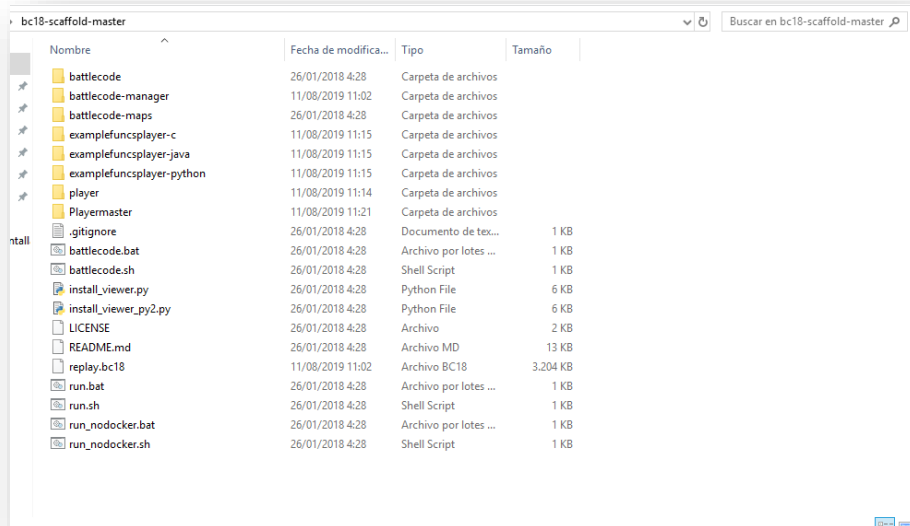 bc18-scaffold-master
Buscar en bc18-scaffold-master
Nombre Fecha de modifica... Tipo Tamaño
battlecode 26/01/2018 4:28 Carpeta de archivos
battlecode-manager 11/08/2019 11:02 Carpeta de archivos
battlecode-maps 26/01/2018 4:28 Carpeta de archivos
examplefuncsplayer-c 11/08/2019 11:15 Carpeta de archivos
examplefuncsplayer-java 11/08/2019 11:15 Carpeta de archivos
examplefuncsplayer-python 11/08/2019 11:15 Carpeta de archivos
player 11/08/2019 11:14 Carpeta de archivos
Playermaster 11/08/2019 11:21 Carpeta de archivos
.gitignore 26/01/2018 4:28 Documento de tex... 1 KB
ntall
battlecode.bat 26/01/2018 4:28 Archivo por lotes ... 1 KB
battlecode.sh 26/01/2018 4:28 Shell Script 1 KB
install_viewer.py 26/01/2018 4:28 Python File 6 KB
install_viewer_py2.py 26/01/2018 4:28 Python File 6 KB
LICENSE 26/01/2018 4:28 Archivo 2 KB
README.md 26/01/2018 4:28 Archivo MD 13 KB
replay.bc18 11/08/2019 11:02 Archivo BC18 3.204 KB
run.bat 26/01/2018 4:28 Archivo por lotes ... 1 KB
run.sh 26/01/2018 4:28 Shell Script 1 KB
run_nodocker.bat 26/01/2018 4:28 Archivo por lotes ... 1 KB
run_nodocker.sh 26/01/2018 4:28 Shell Script 1 KB